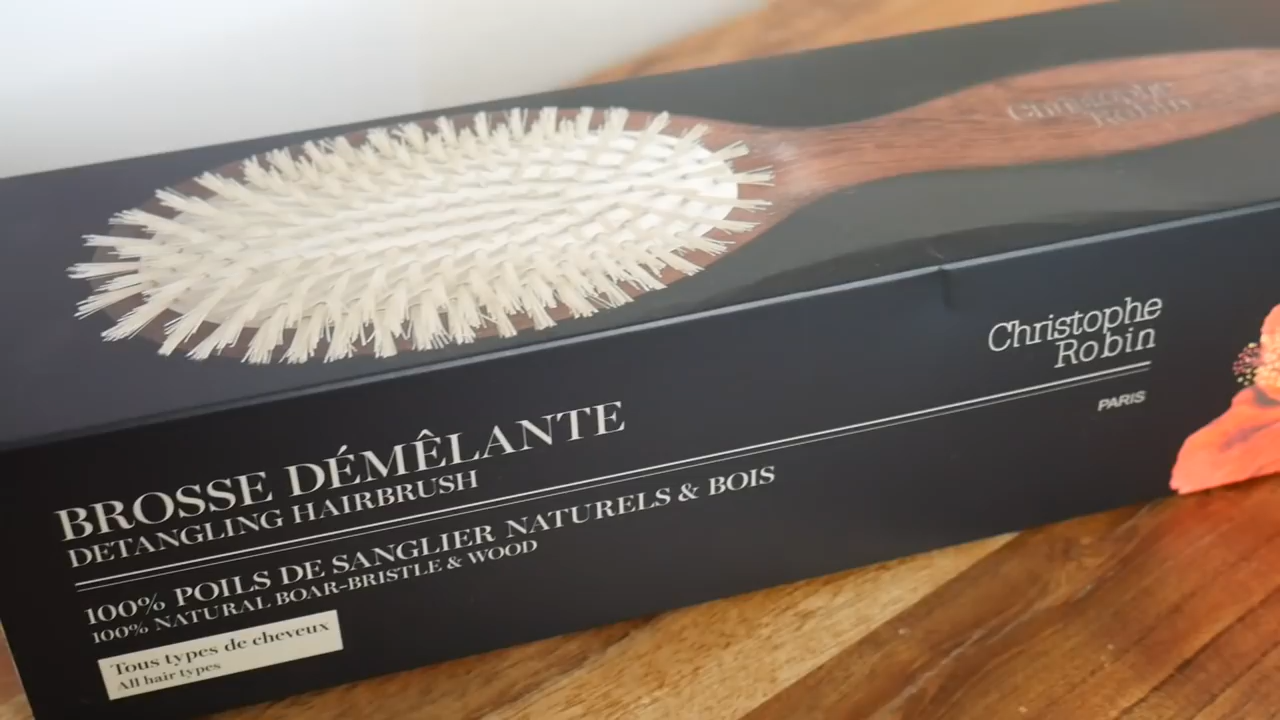 Christophe
Robin
Christophe
Robin
PARIS
BROSSE DÉMÊLANTE
DETANGLING HAIRBRUSH
100% POILS DE SANGLIER NATURELS & BOIS
100% NATURAL BOAR-BRISTLE & WOOD
Tous types de cheveux
All hair types